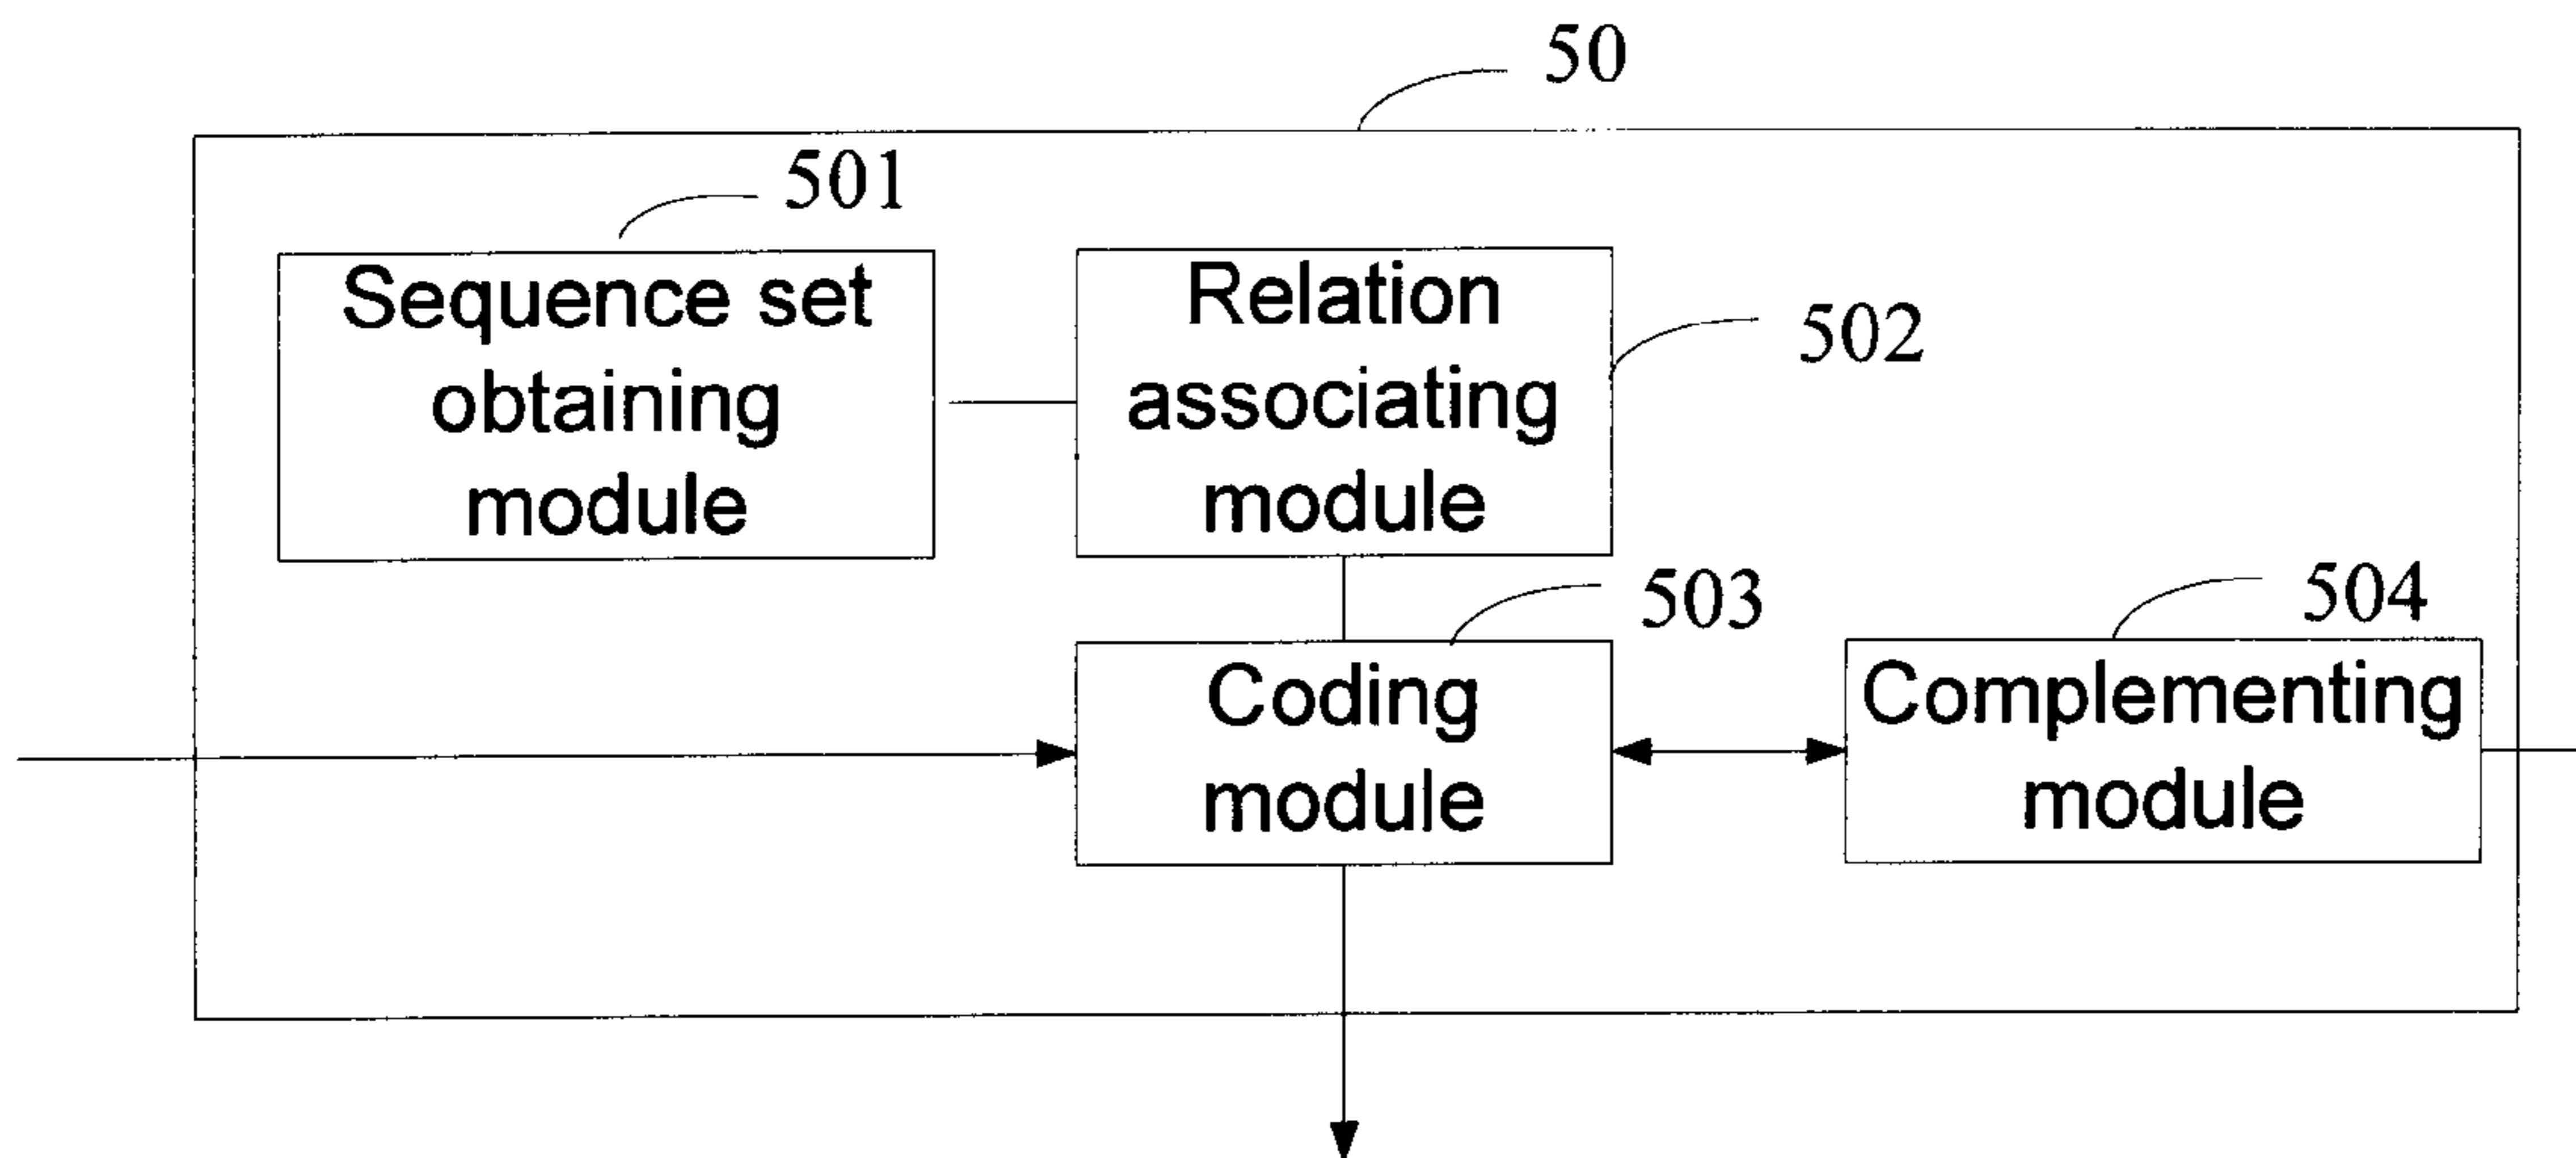 50
501
Sequence set
obtaining
module
Relation
associating
module
502
503
Coding
module
504
Complementing
module